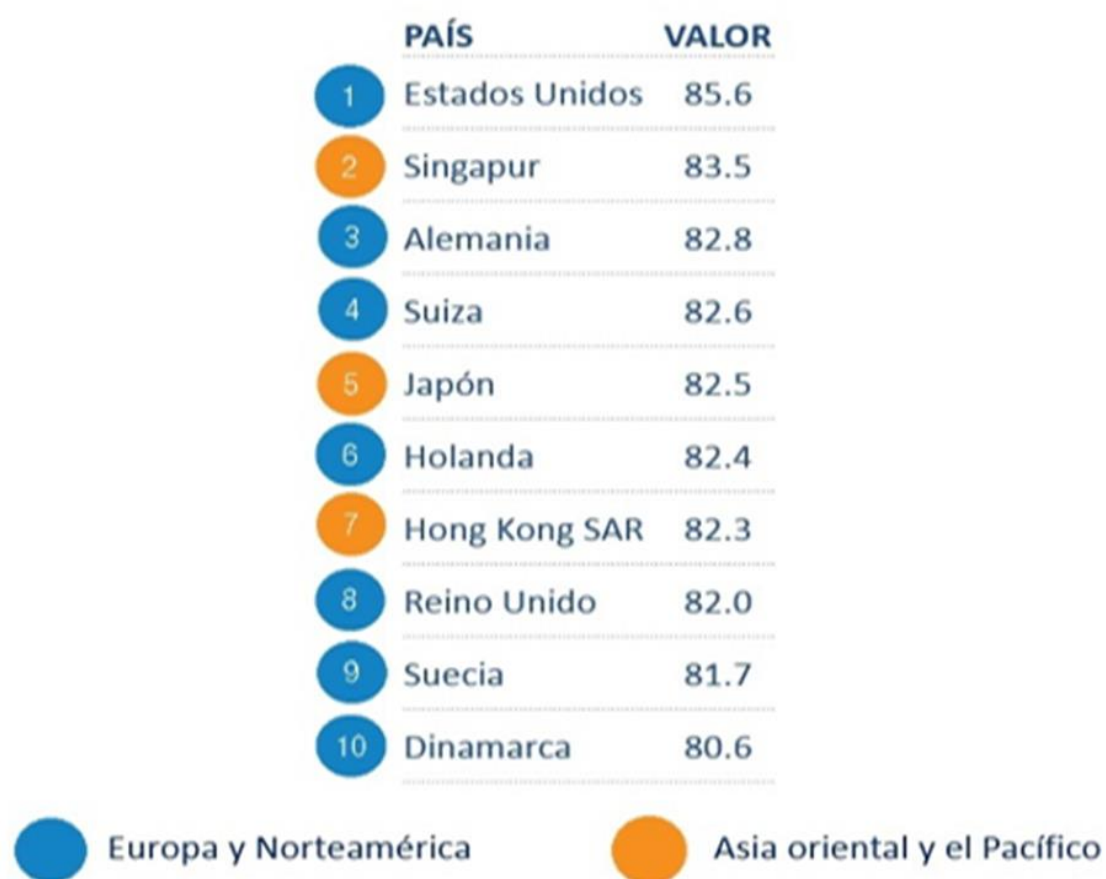 PAÍS VALOR
1 Estados Unidos 85.6
2 Singapur 83.5
3 Alemania 82.8
4 Suiza 82.6
5 Japón 82.5
6 Holanda 82.4
7 Hong Kong SAR 82.3
8 Reino Unido 82.0
9 Suecia 81.7
10 Dinamarca 80.6
Europa y Norteamérica Asia oriental y el Pacífico